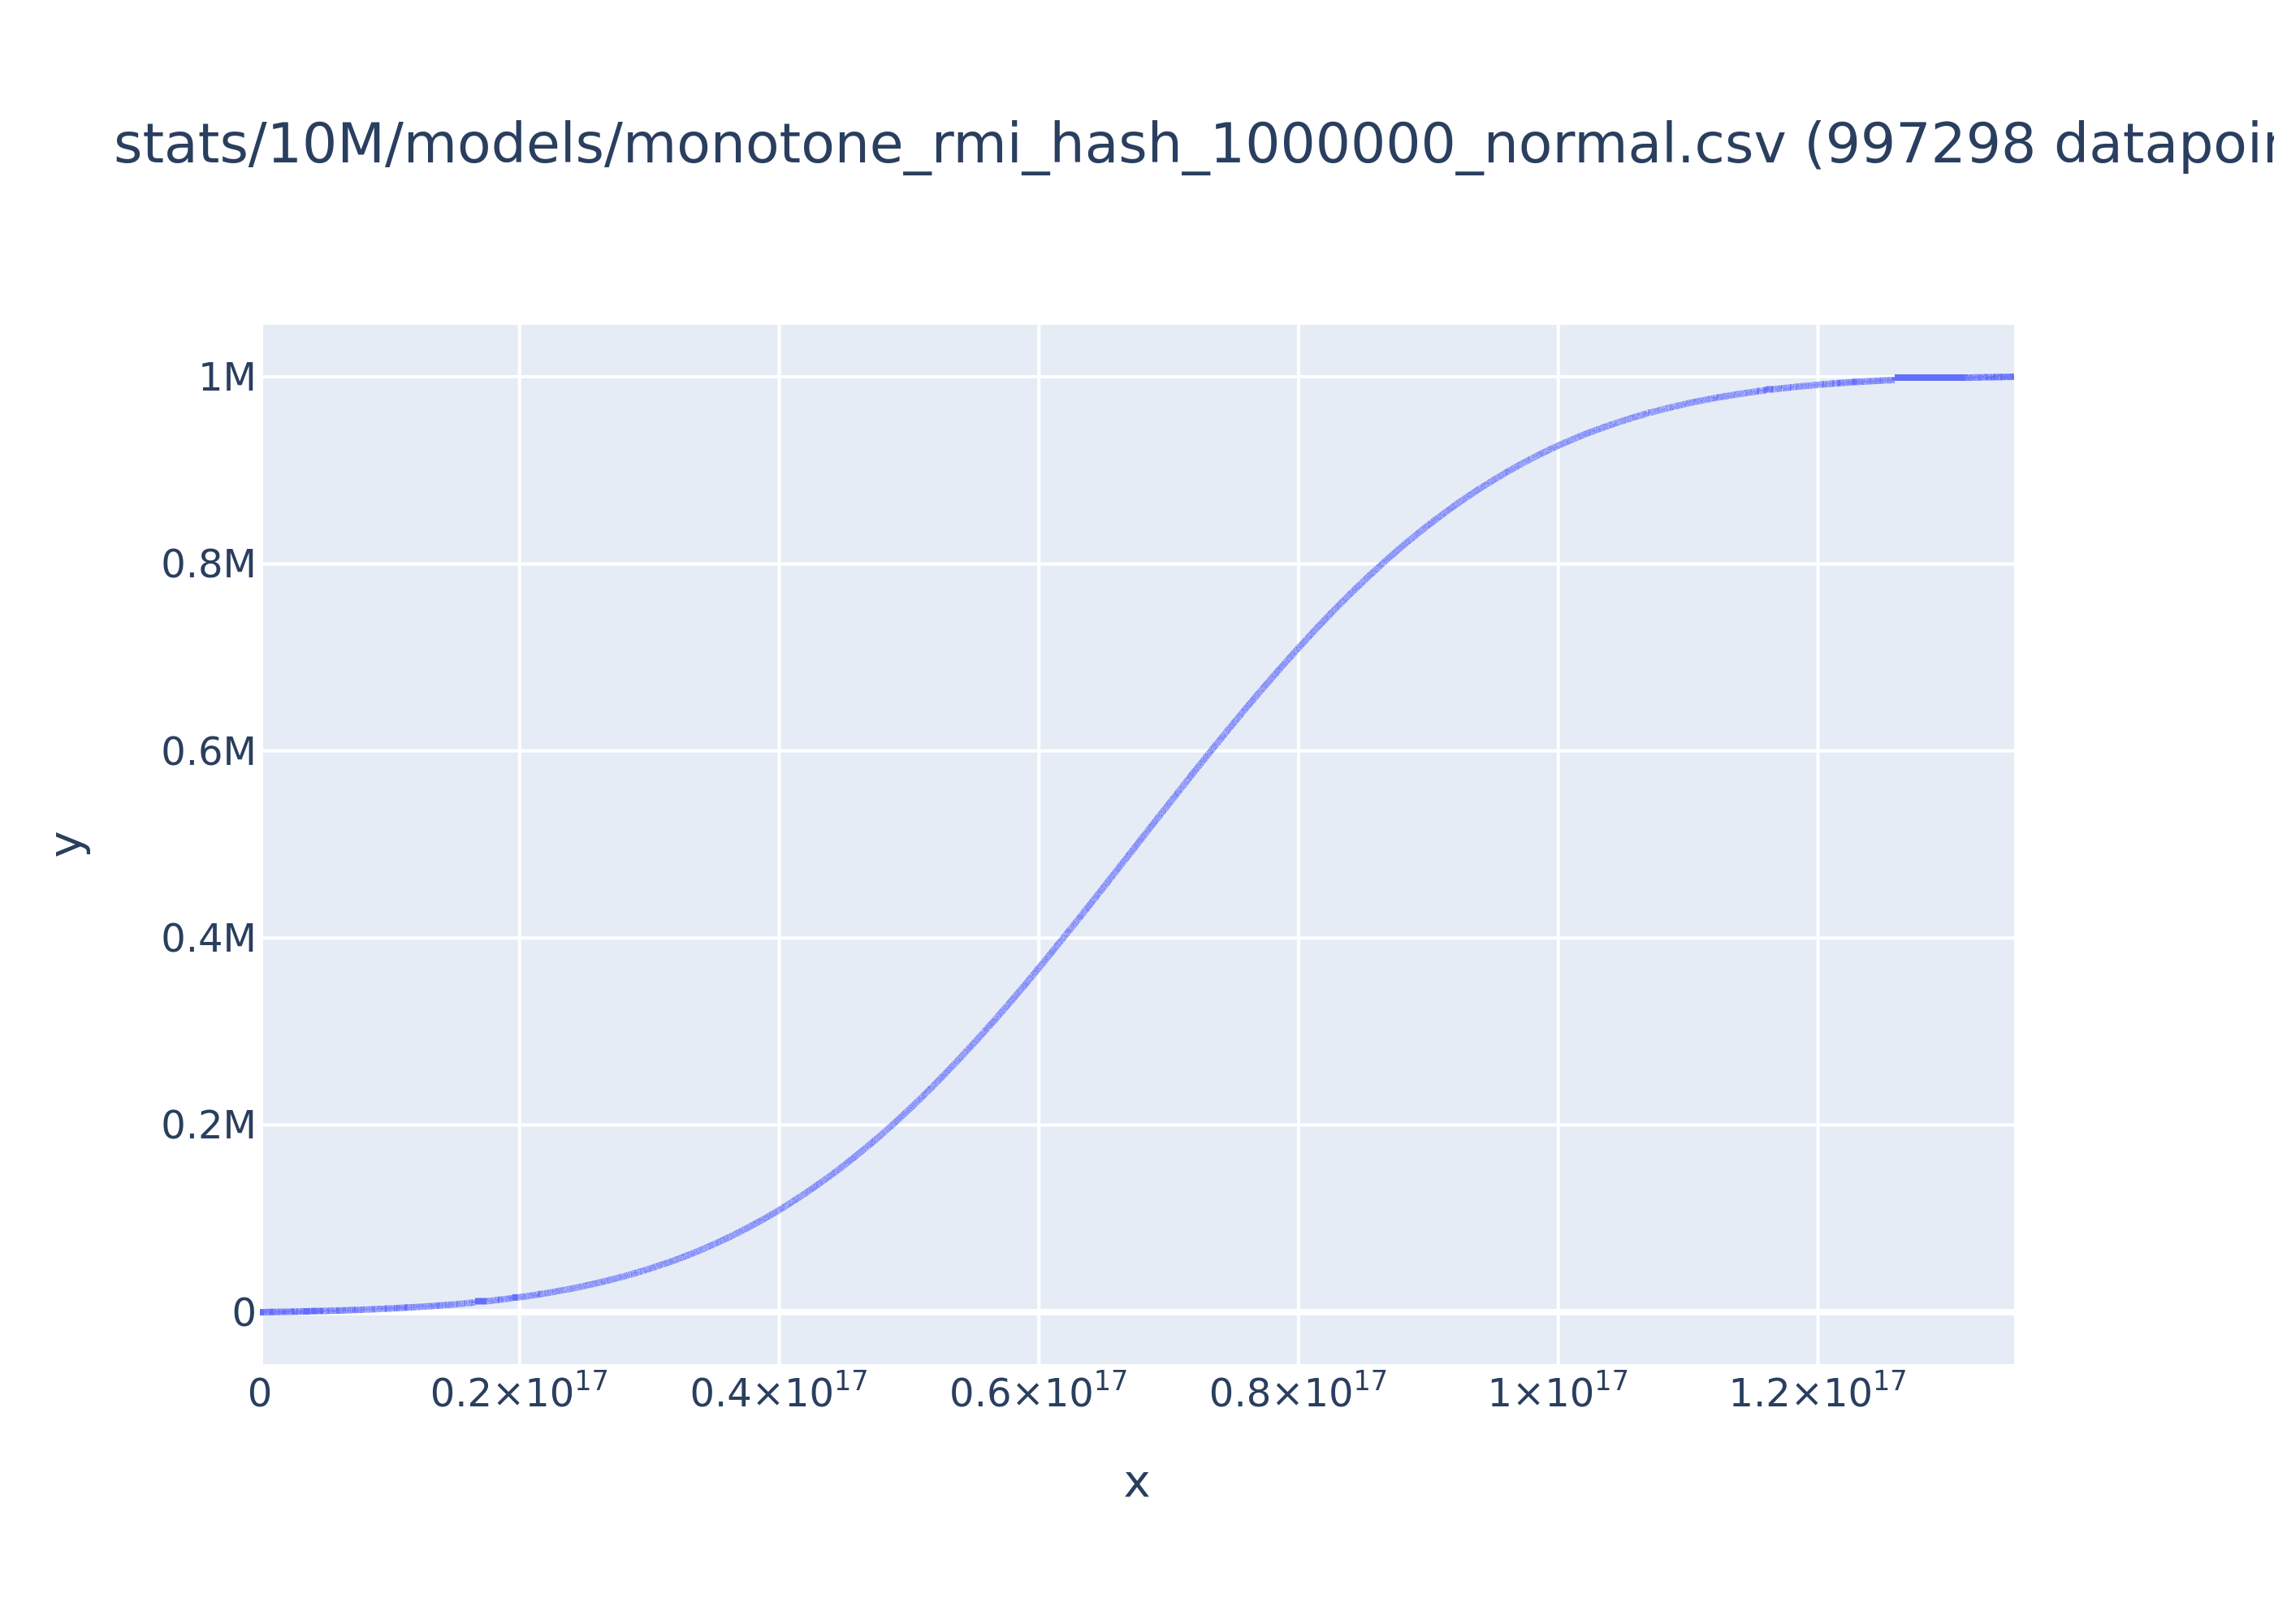 stats/10M/models/monotone_rmi_hash_1000000_normal.csv (997298
1M
0.8M
0.6M
0.4M
0.2M
0
y
0 0.2×10¹⁷ 0.4×10¹⁷ 0.6×10¹⁷ 0.8×10¹⁷ 1×10¹⁷ 1.2×10¹⁷
x